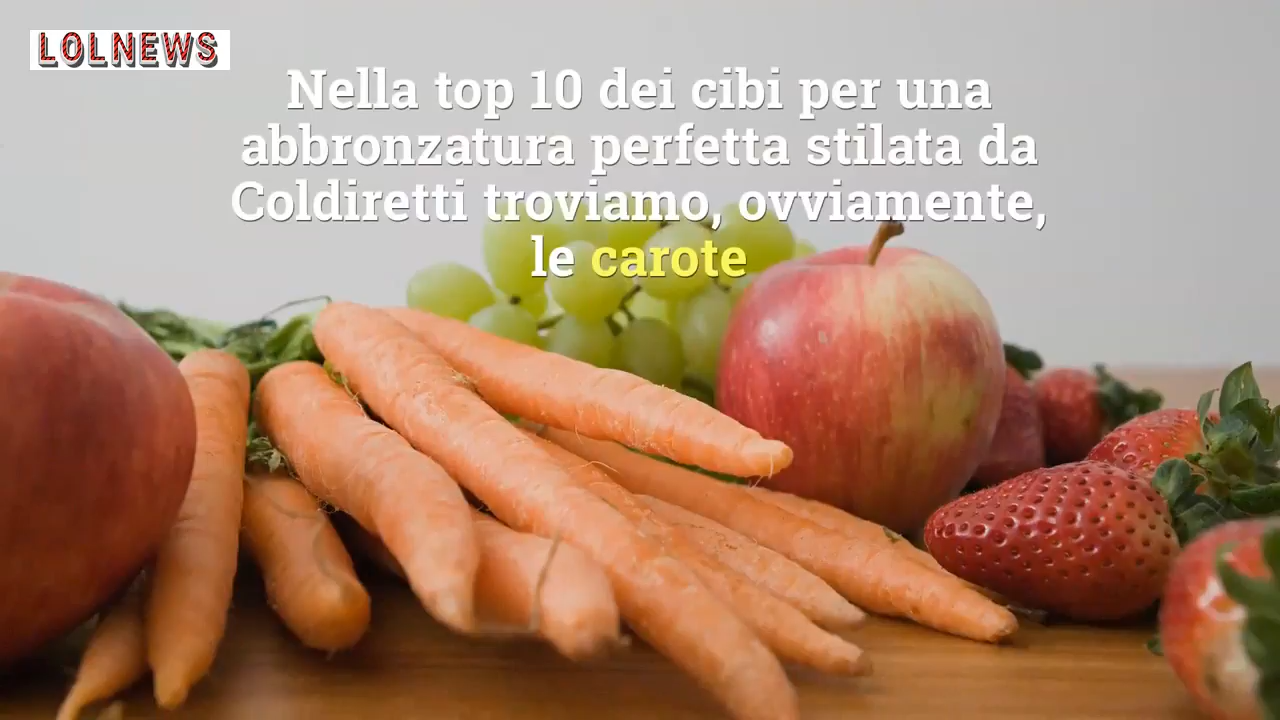 LOLNEWS
Nella top 10 dei cibi per una
abbronzatura perfetta stilata da
Coldiretti troviamo, ovviamente,
le carote